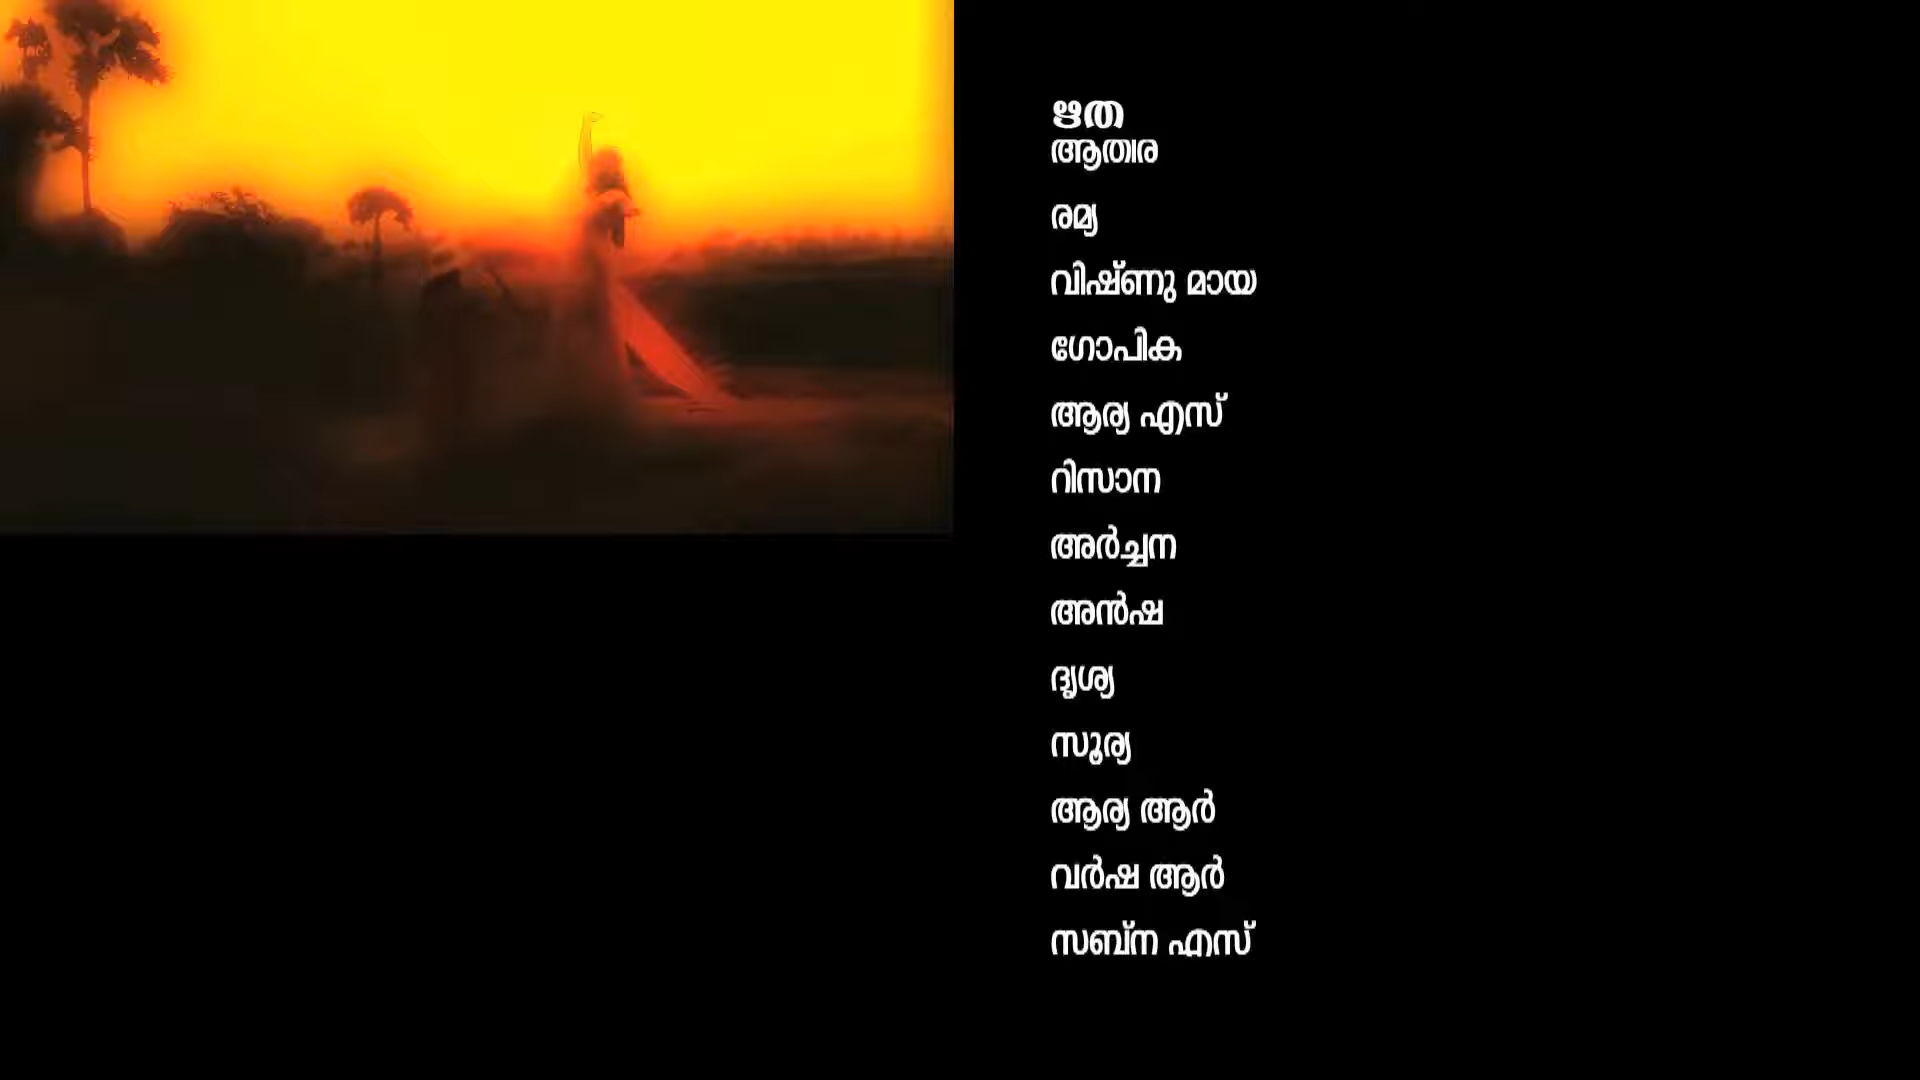 ഋത
ആതിര
രമ്യ
വിഷ്ണു മായ
ഗോപിക
ആര്യ എസ്
റിസാന
അർച്ചന
അൻഷ
ദൃശ്യ
സൂര്യ
ആര്യ ആർ
വർഷ ആർ
സബ്ന എസ്